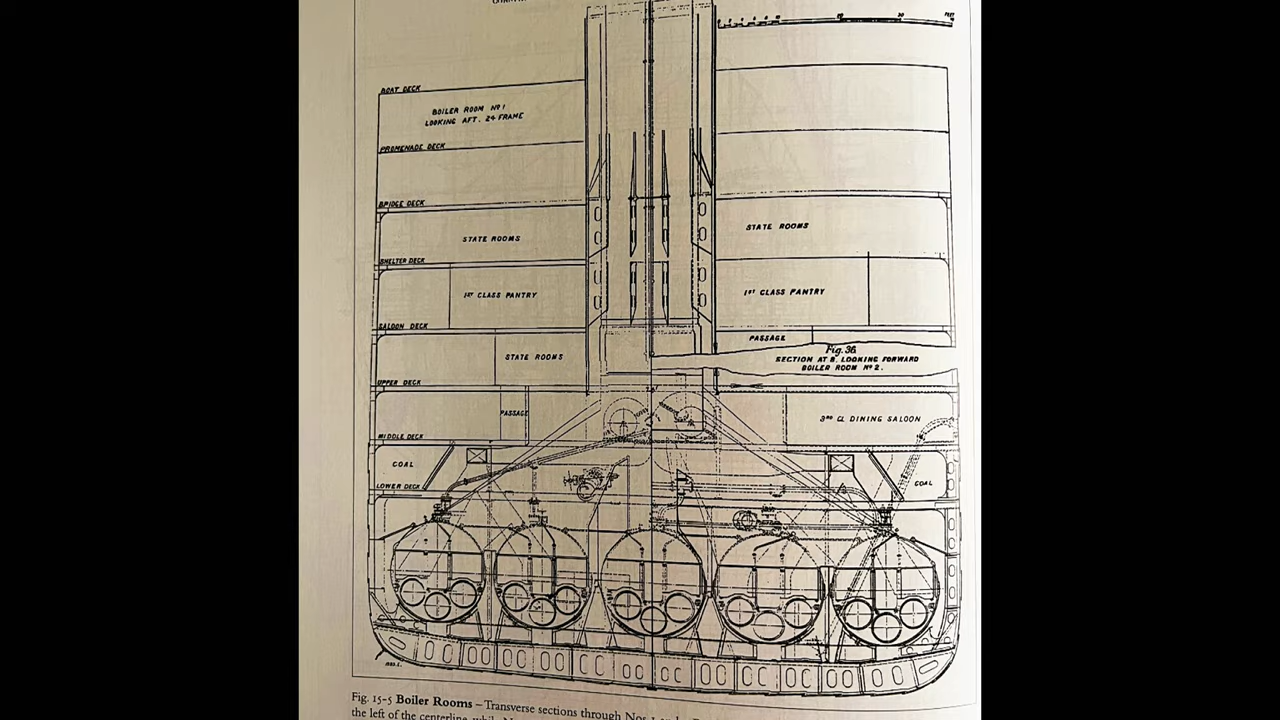 FEET
BOAT DECK
BOILER ROOM Nº 1
LOOKING AFT. 24 FRAME
PROMENADE DECK
BRIDGE DECK
STATE ROOMS
STATE ROOMS
SHELTER DECK
1ST CLASS PANTRY
1ST CLASS PANTRY
SALOON DECK
PASSAGE
STATE ROOMS
Fig. 36.
SECTION AT B. LOOKING FORWARD
BOILER ROOM Nº 2.
UPPER DECK
PASSAGE
3RD CL DINING SALOON
MIDDLE DECK
COAL
COAL
LOWER DECK
Fig. 15-5 Boiler Rooms – Transverse sections through Nos
the left of the centerline, while